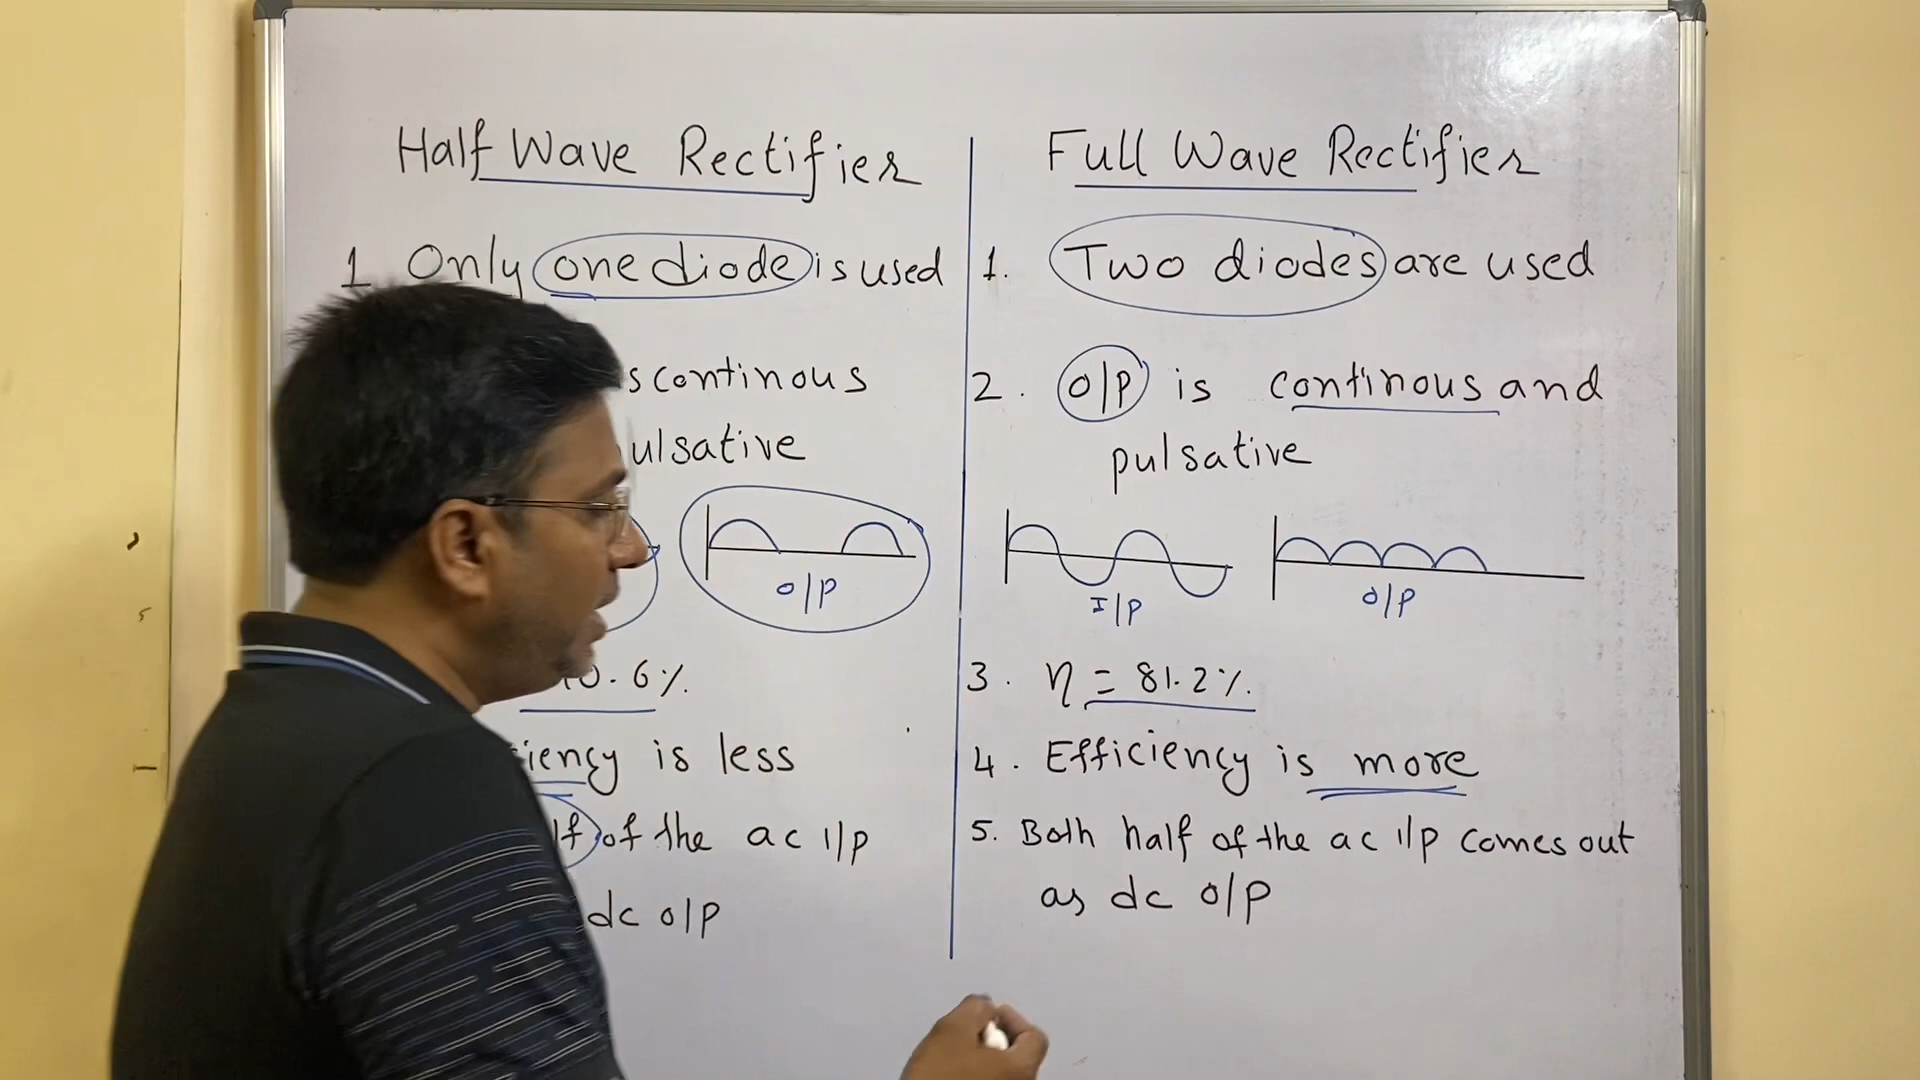 Half Wave Rectifier
1 Only one diode is used
scontinous
ulsative
O/P
0.6%.
iency is less
lf of the ac i/p
dc o/p
Full Wave Rectifier
1. Two diodes are used
2. O/P is continous and
pulsative
I/P O/P
3. η = 81.2%.
4. Efficiency is more
5. Both half of the ac i/p comes out
as dc o/p